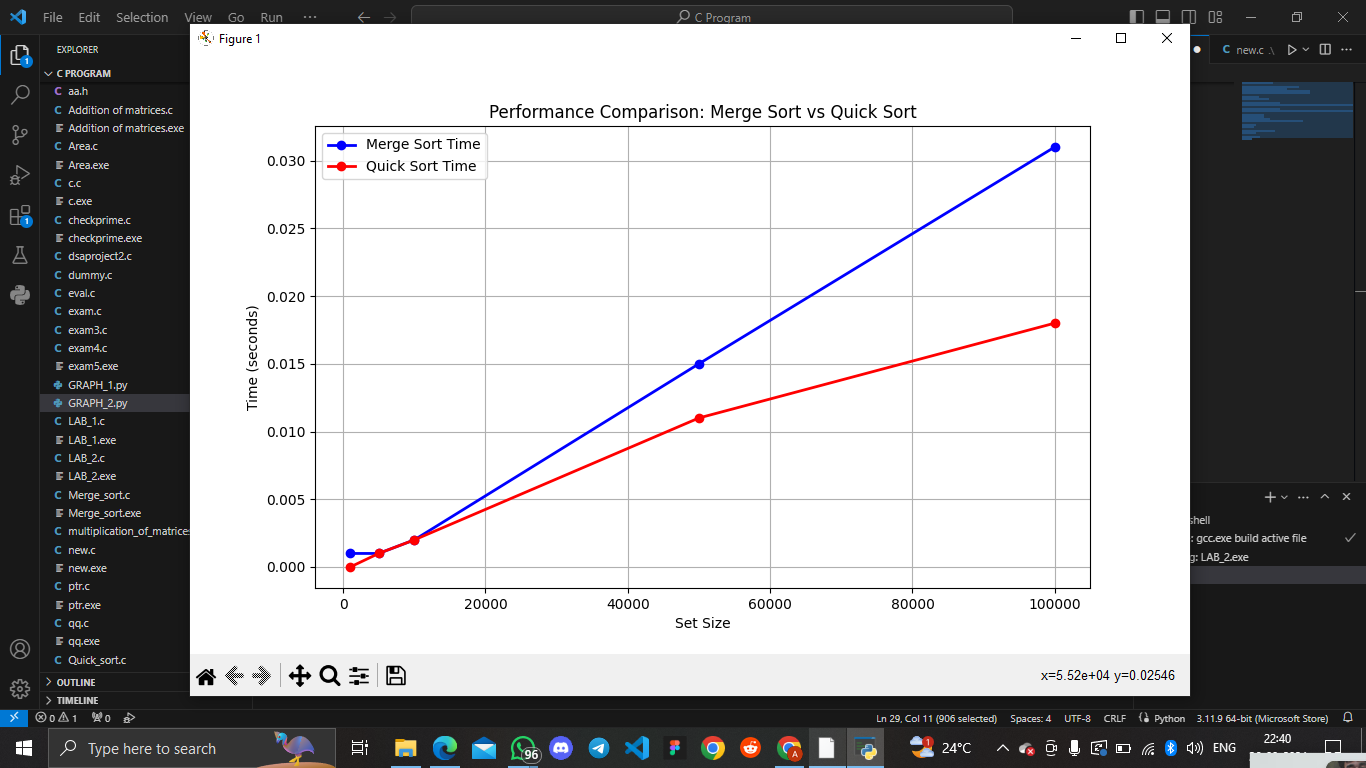 File Edit Selection View Go Run ··· C Program
Figure 1
EXPLORER
C PROGRAM
C aa.h
C Addition of matrices.c
Addition of matrices.exe
C Area.c
Area.exe
C c.c
c.exe
C checkprime.c
checkprime.exe
C dsaproject2.c
C dummy.c
C eval.c
C exam.c
C exam3.c
C exam4.c
exam5.exe
GRAPH_1.py
GRAPH_2.py
C LAB_1.c
LAB_1.exe
C LAB_2.c
LAB_2.exe
C Merge_sort.c
Merge_sort.exe
C multiplication_of_matrices
C new.c
new.exe
C ptr.c
ptr.exe
C qq.c
qq.exe
C Quick_sort.c
OUTLINE
TIMELINE
1
1
C new.c .\
Performance Comparison: Merge Sort vs Quick Sort
Merge Sort Time
Quick Sort Time
0.030
0.025
0.020
0.015
0.010
0.005
0.000
Time (seconds)
0 20000 40000 60000 80000 100000
Set Size
x=5.52e+04 y=0.02546
shell
: gcc.exe build active file
g: LAB_2.exe
0 1 0 Ln 29, Col 11 (906 selected) Spaces: 4 UTF-8 CRLF Python 3.11.9 64-bit (Microsoft Store)
Type here to search 96 A 1 24°C ENG 22:40